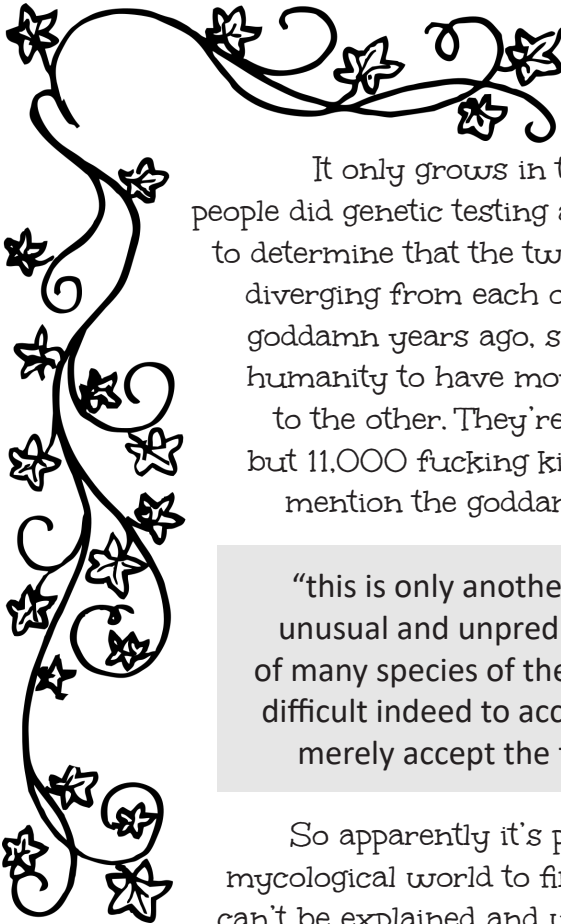 It only grows in t
people did genetic testing a
to determine that the tw
diverging from each o
goddamn years ago, s
humanity to have mov
to the other. They're
but 11,000 fucking ki
mention the goddam
“this is only anothe
unusual and unpred
of many species of the
difficult indeed to acc
merely accept the
So apparently it's p
mycological world to fi
can't be explained and